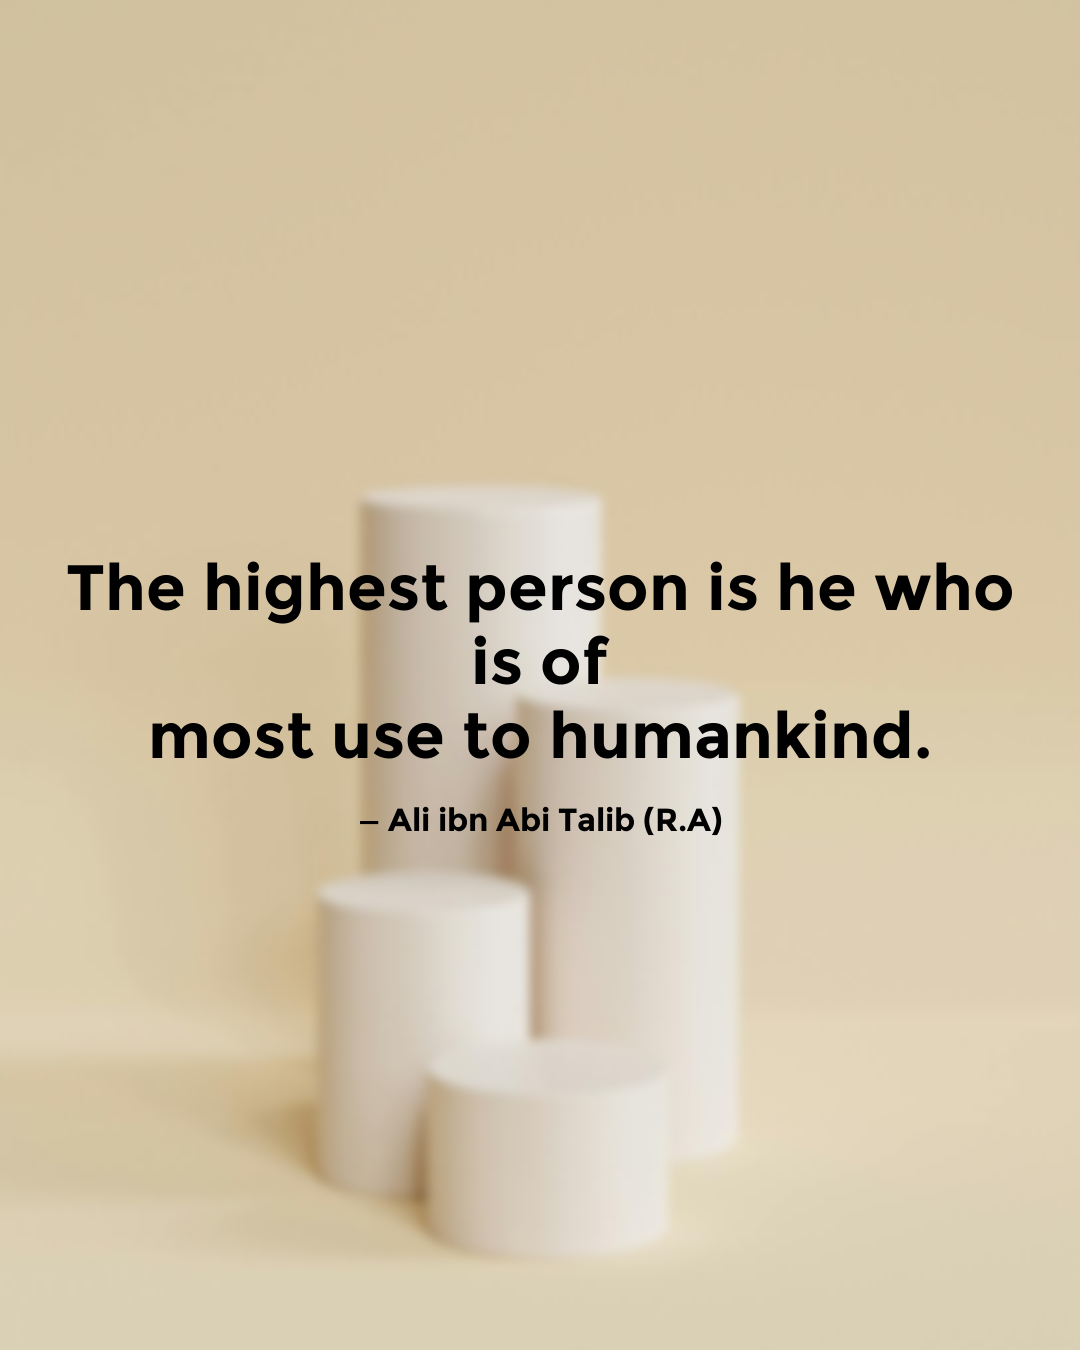 The highest person is he who
is of
most use to humankind.
– Ali ibn Abi Talib (R.A)